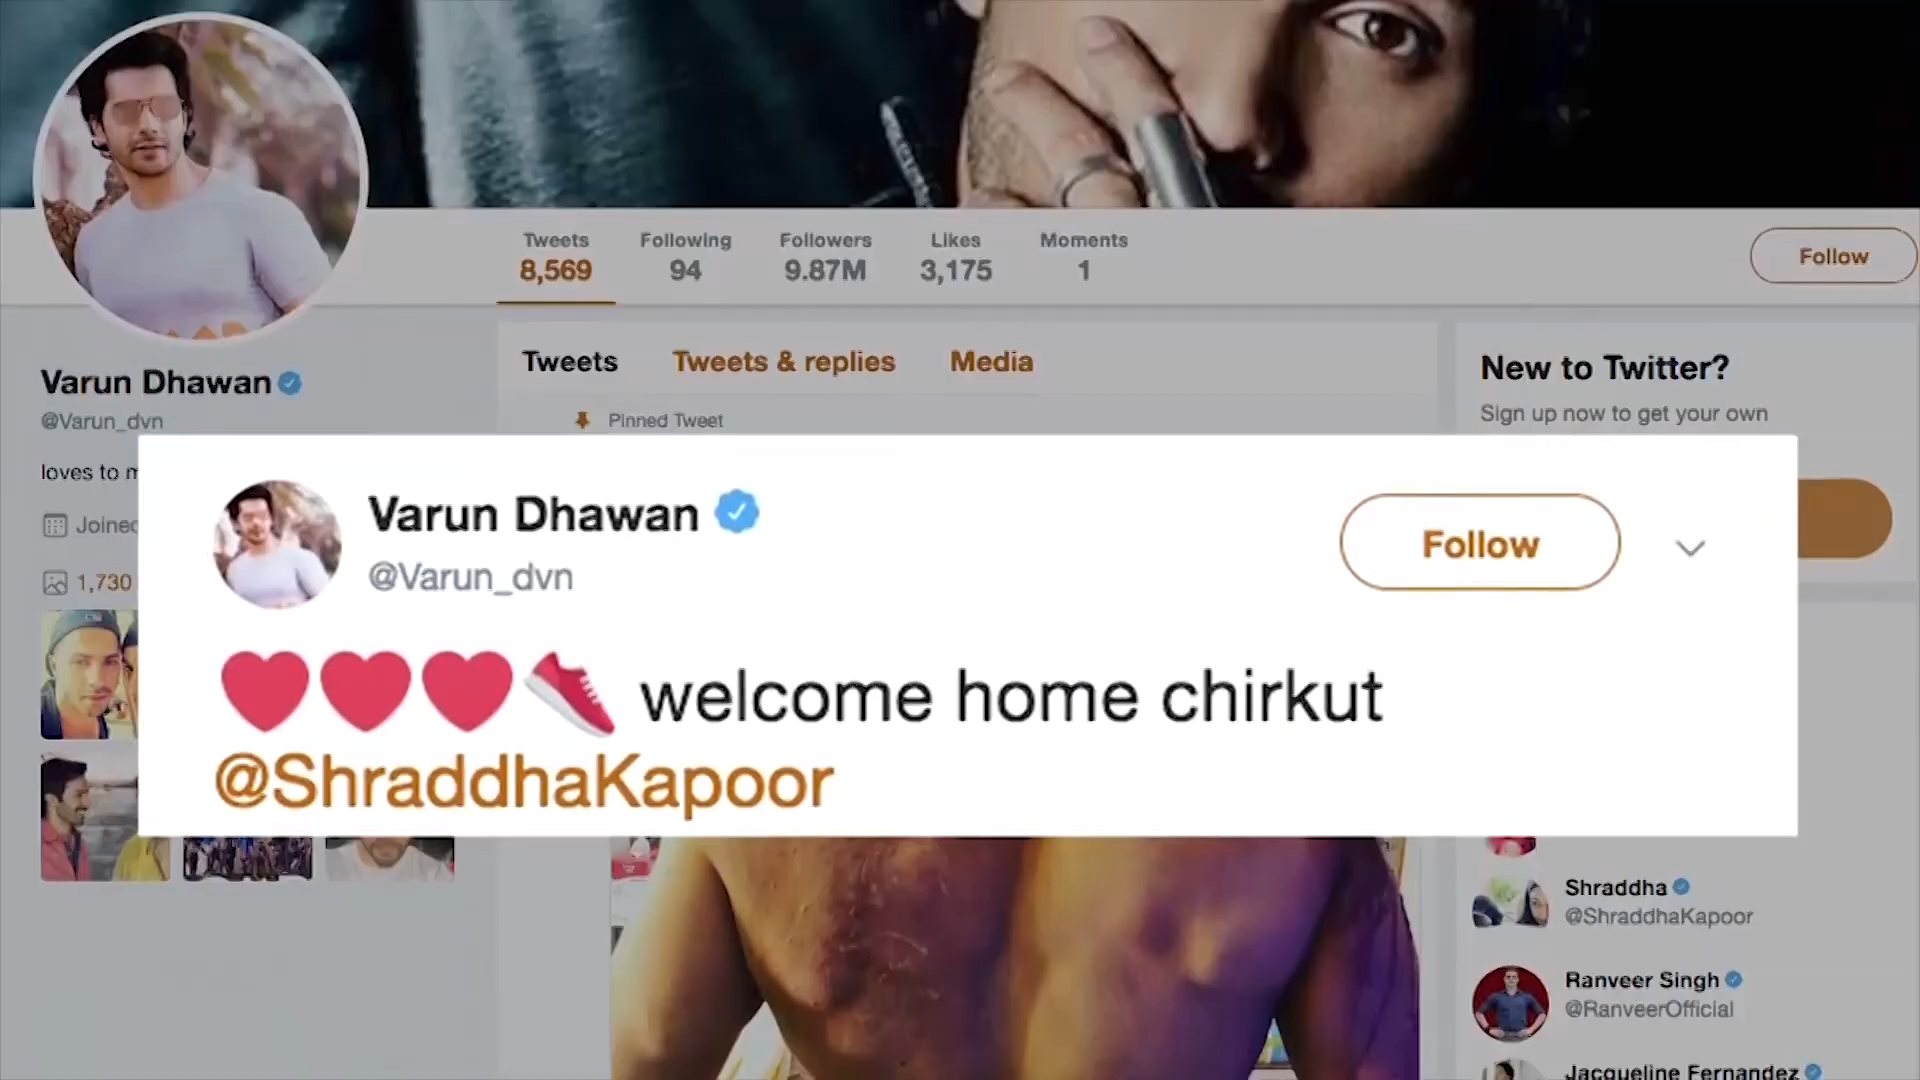 Tweets Following Followers Likes Moments
8,569 94 9.87M 3,175 1
Follow
Varun Dhawan
@Varun_dvn
loves to
Joined
1,730
Tweets Tweets & replies Media
Pinned Tweet
New to Twitter?
Sign up now to get your own
Varun Dhawan
@Varun_dvn
Follow
❤❤❤👟 welcome home chirkut
@ShraddhaKapoor
Shraddha
@ShraddhaKapoor
Ranveer Singh
@RanveerOfficial
Jacqueline Fernandez